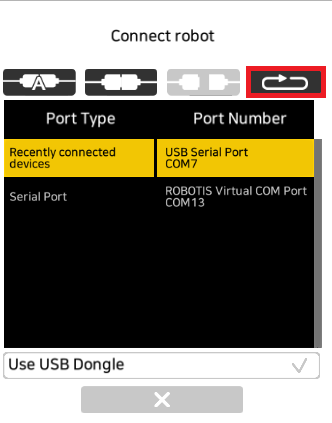 Connect robot
A
Port Type Port Number
Recently connected devices USB Serial Port COM7
Serial Port ROBOTIS Virtual COM Port COM13
Use USB Dongle